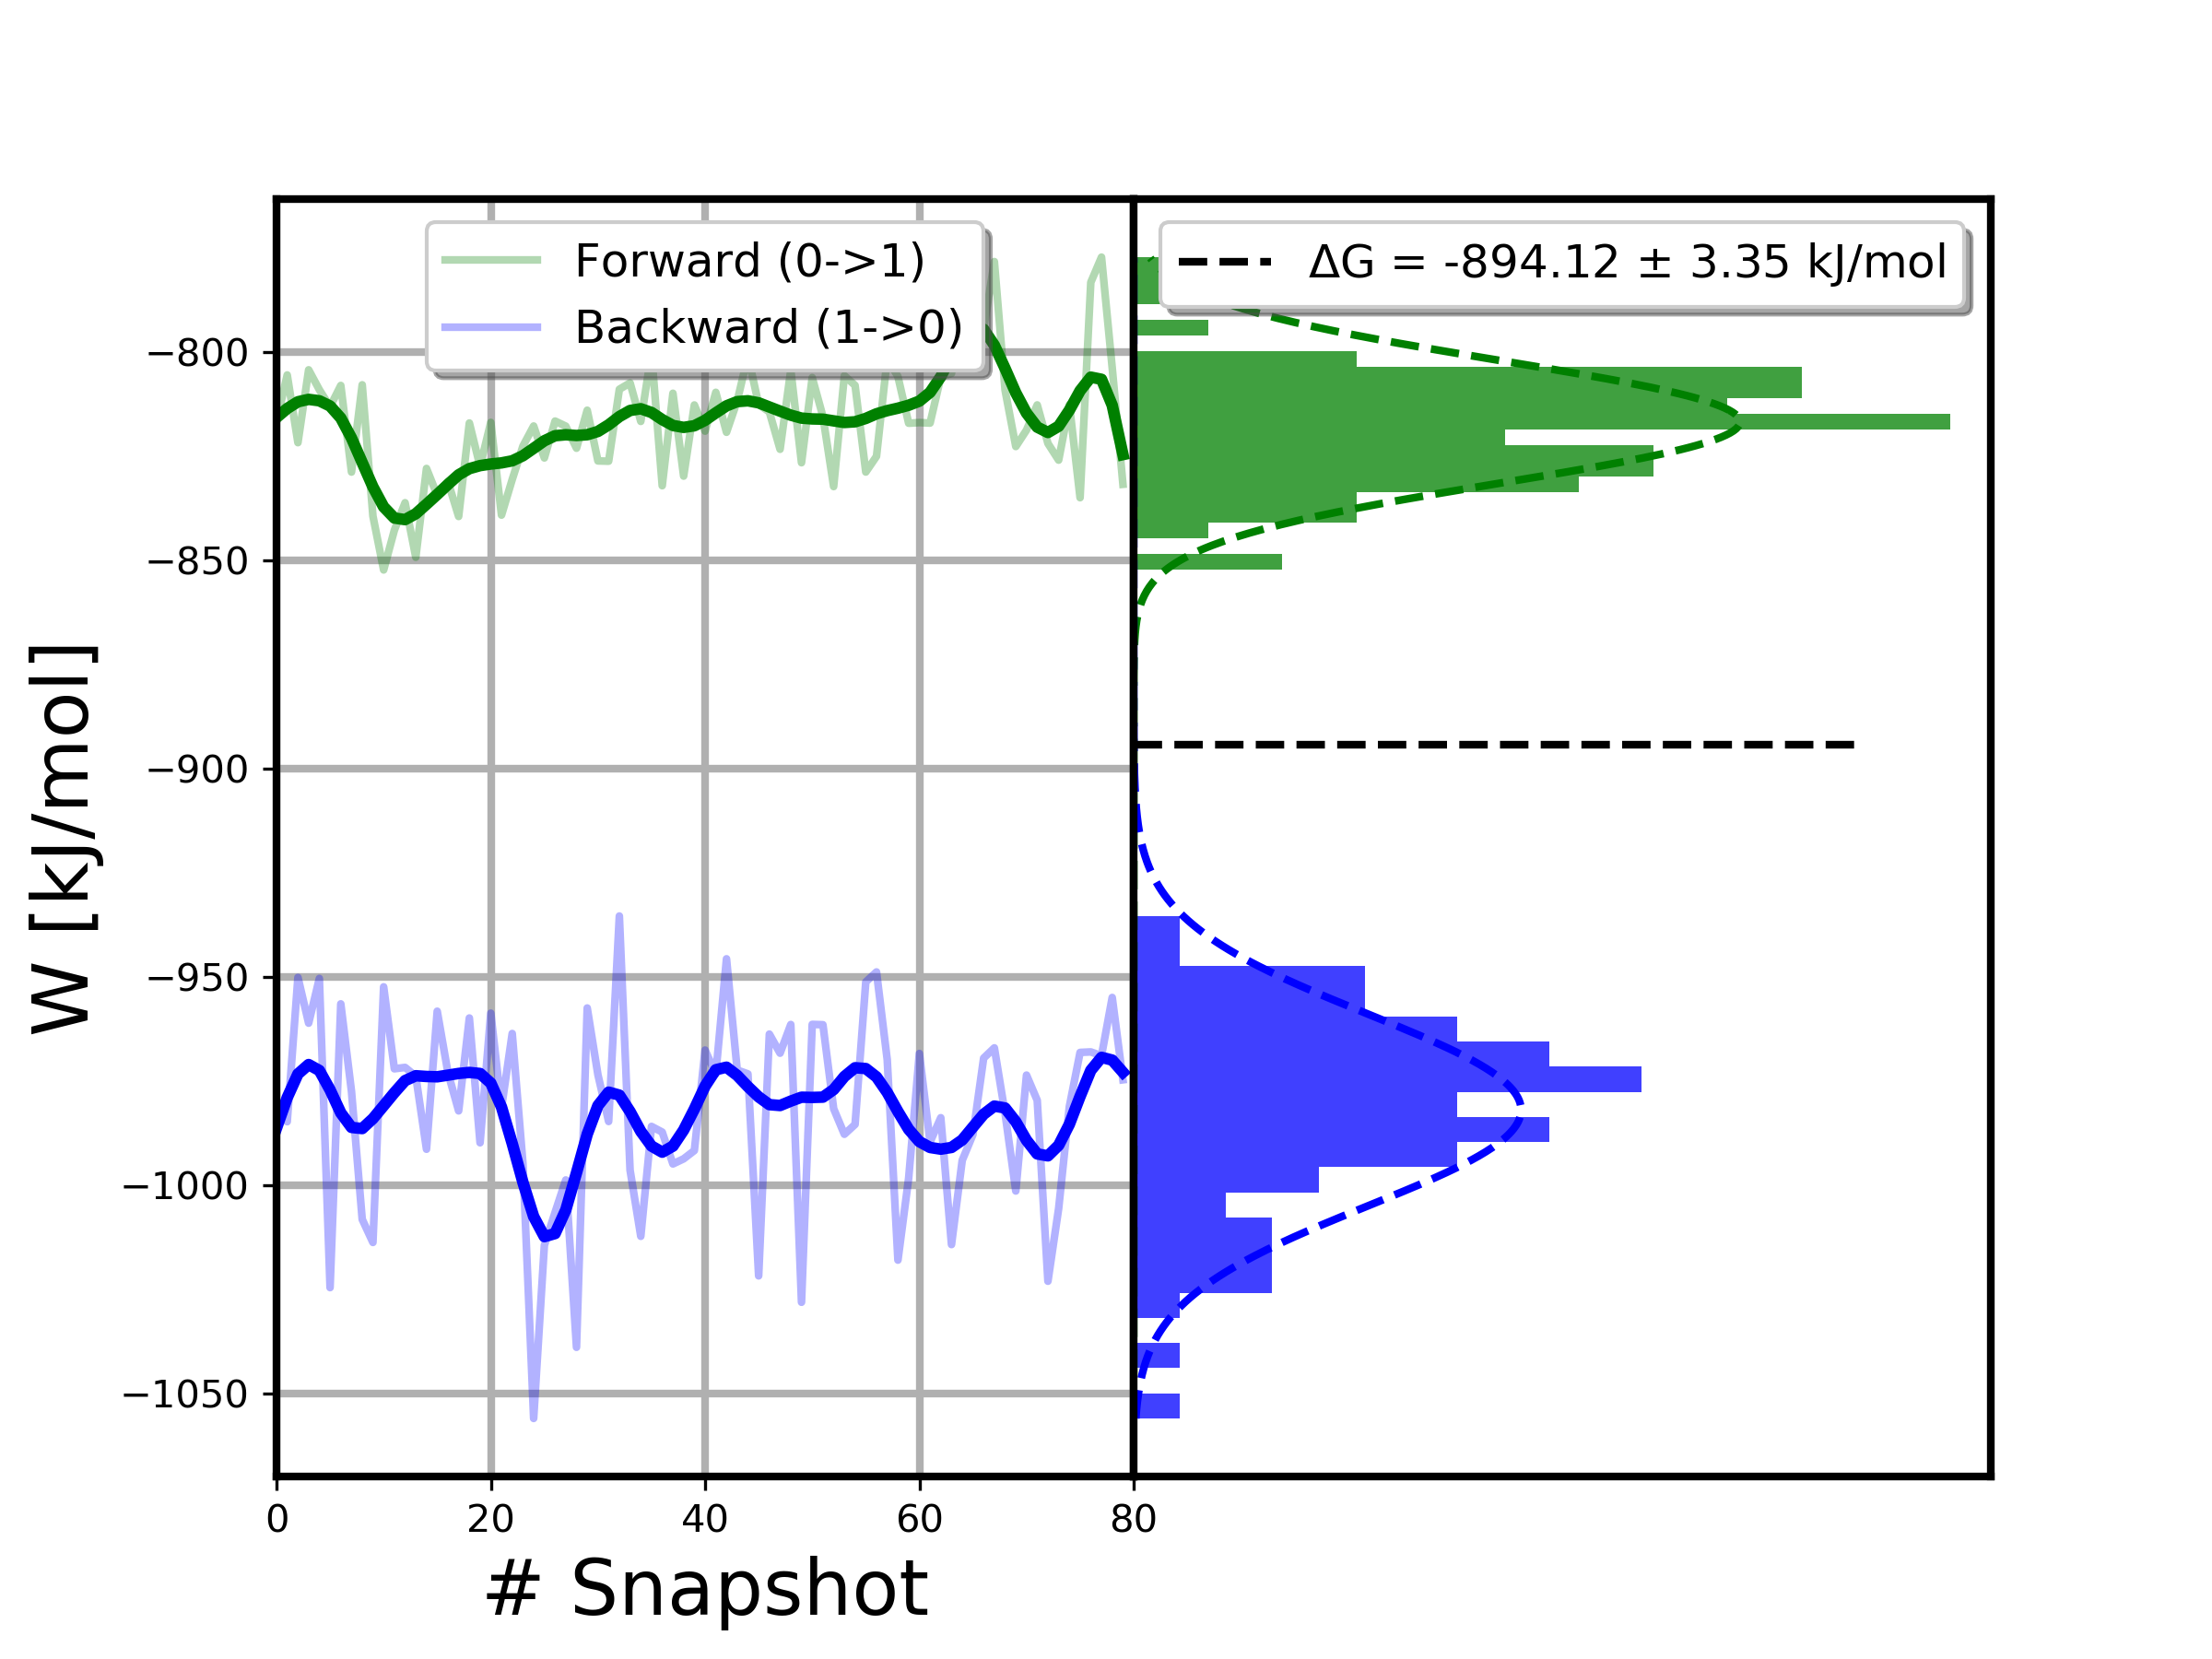 Forward (0->1)
Backward (1->0)
ΔG = -894.12 ± 3.35 kJ/mol
W [kJ/mol]
−800
−850
−900
−950
−1000
−1050
0 20 40 60 80
# Snapshot